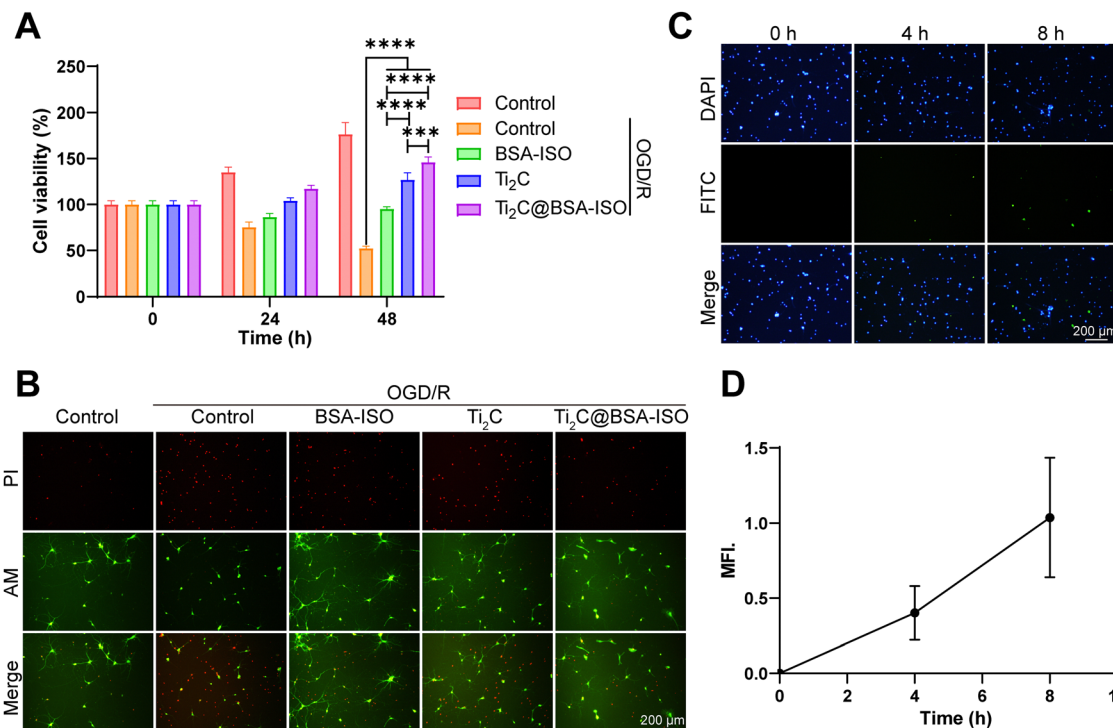 A
250
200
150
100
50
0
Cell viability (%)
0
24
48
Time (h)
****
****
****
***
Control
Control
BSA-ISO
Ti₂C
Ti₂C@BSA-ISO
OGD/R
B
OGD/R
Control
Control
BSA-ISO
Ti₂C
Ti₂C@BSA-ISO
PI
AM
Merge
200 µm
C
0 h
4 h
8 h
DAPI
FITC
Merge
200 µm
D
1.5
1.0
0.5
0.0
MFI.
0
2
4
6
8
Time (h)